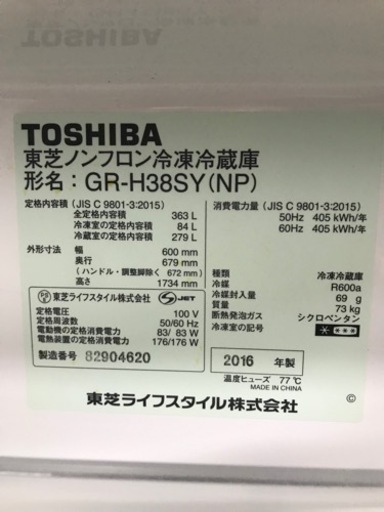 TOSHIBA
東芝ノンフロン冷凍冷蔵庫
形名：GR-H38SY(NP)
定格内容積 （JIS C 9801-3:2015）
全定格内容積 363 L
冷凍室の定格内容積 84 L
冷蔵室の定格内容積 279 L
外形寸法 幅 600 mm
奥行 679 mm
（ハンドル・調整脚除く 672 mm）
高さ 1734 mm
東芝ライフスタイル株式会社 JET
定格電圧 100 V
定格周波数 50/60 Hz
電動機の定格消費電力 83/ 83 W
電熱装置の定格消費電力 176/176 W
製造番号 82904620
消費電力量（JIS C 9801-3:2015）
50Hz 405 kWh/年
60Hz 405 kWh/年
種類 冷凍冷蔵庫
冷媒 R600a
冷媒封入量 69 g
質量 73 kg
断熱発泡ガス シクロペンタン
冷凍室の記号
2016 年製
温度ヒューズ 77℃
MADE IN CHINA
東芝ライフスタイル株式会社 ©